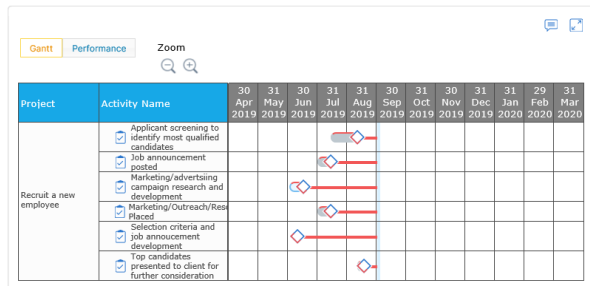 Gantt Performance Zoom
Project Activity Name
30 Apr 2019 31 May 2019 30 Jun 2019 31 Jul 2019 31 Aug 2019 30 Sep 2019 31 Oct 2019 30 Nov 2019 31 Dec 2019 31 Jan 2020 29 Feb 2020 31 Mar 2020
Recruit a new
employee
Applicant screening to
identify most qualified
candidates
Job announcement
posted
Marketing/advertsiing
campaign research and
development
Marketing/Outreach/Res
Placed
Selection criteria and
job annoucement
development
Top candidates
presented to client for
further consideration